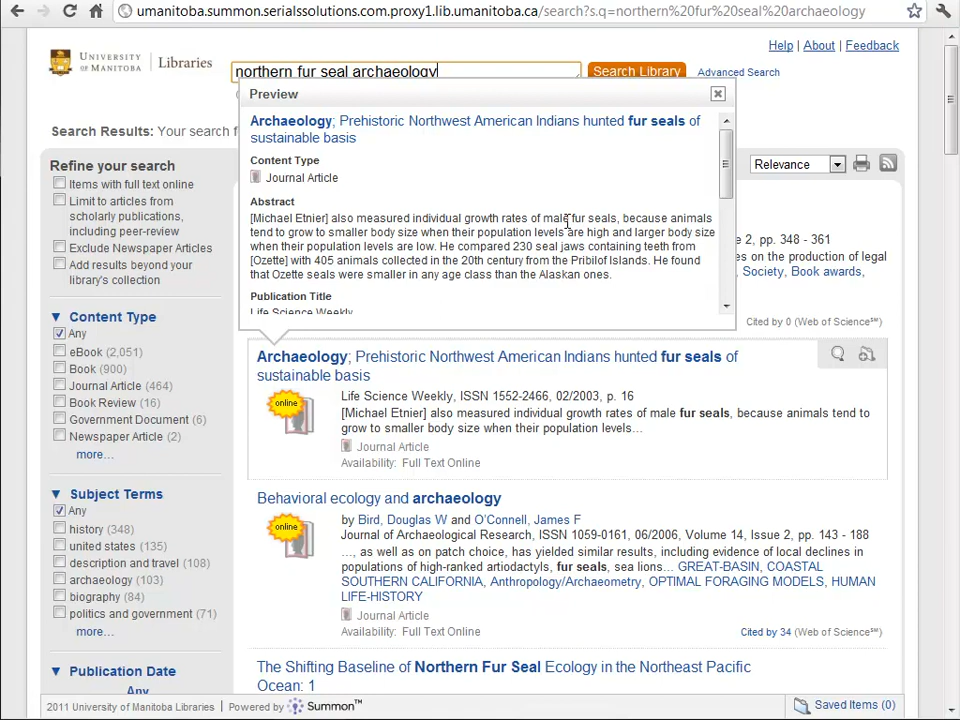 umanitoba.summon.serialssolutions.com.proxy1.lib.umanitoba.ca/search?s.q=northern%20fur%20seal%20archaeology
Help | About | Feedback
UNIVERSITY
OF MANITOBA
Libraries
northern fur seal archaeology
Search Library
Advanced Search
Preview
Search Results: Your search f
Archaeology; Prehistoric Northwest American Indians hunted fur seals of
sustainable basis
Content Type
Journal Article
Abstract
[Michael Etnier] also measured individual growth rates of male fur seals, because animals
tend to grow to smaller body size when their population levels are high and larger body size
when their population levels are low. He compared 230 seal jaws containing teeth from
[Ozette] with 405 animals collected in the 20th century from the Pribilof Islands. He found
that Ozette seals were smaller in any age class than the Alaskan ones.
Publication Title
Life Science Weekly
Relevance
e 2, pp. 348 - 361
es on the production of legal
, Society, Book awards,
Cited by 0 (Web of Science℠)
Refine your search
Items with full text online
Limit to articles from
scholarly publications,
including peer-review
Exclude Newspaper Articles
Add results beyond your
library's collection
Content Type
Any
eBook (2,051)
Book (900)
Journal Article (464)
Book Review (16)
Government Document (6)
Newspaper Article (2)
more...
Subject Terms
Any
history (348)
united states (135)
description and travel (108)
archaeology (103)
biography (84)
politics and government (71)
more...
Publication Date
Any
Archaeology; Prehistoric Northwest American Indians hunted fur seals of
sustainable basis
online
Life Science Weekly, ISSN 1552-2466, 02/2003, p. 16
[Michael Etnier] also measured individual growth rates of male fur seals, because animals tend to
grow to smaller body size when their population levels...
Journal Article
Availability: Full Text Online
Behavioral ecology and archaeology
online
by Bird, Douglas W and O'Connell, James F
Journal of Archaeological Research, ISSN 1059-0161, 06/2006, Volume 14, Issue 2, pp. 143 - 188
..., as well as on patch choice, has yielded similar results, including evidence of local declines in
populations of high-ranked artiodactyls, fur seals, sea lions... GREAT-BASIN, COASTAL
SOUTHERN CALIFORNIA, Anthropology/Archaeometry, OPTIMAL FORAGING MODELS, HUMAN
LIFE-HISTORY
Journal Article
Availability: Full Text Online
Cited by 34 (Web of Science℠)
The Shifting Baseline of Northern Fur Seal Ecology in the Northeast Pacific
Ocean: 1
2011 University of Manitoba Libraries | Powered by Summon™
Saved Items (0)